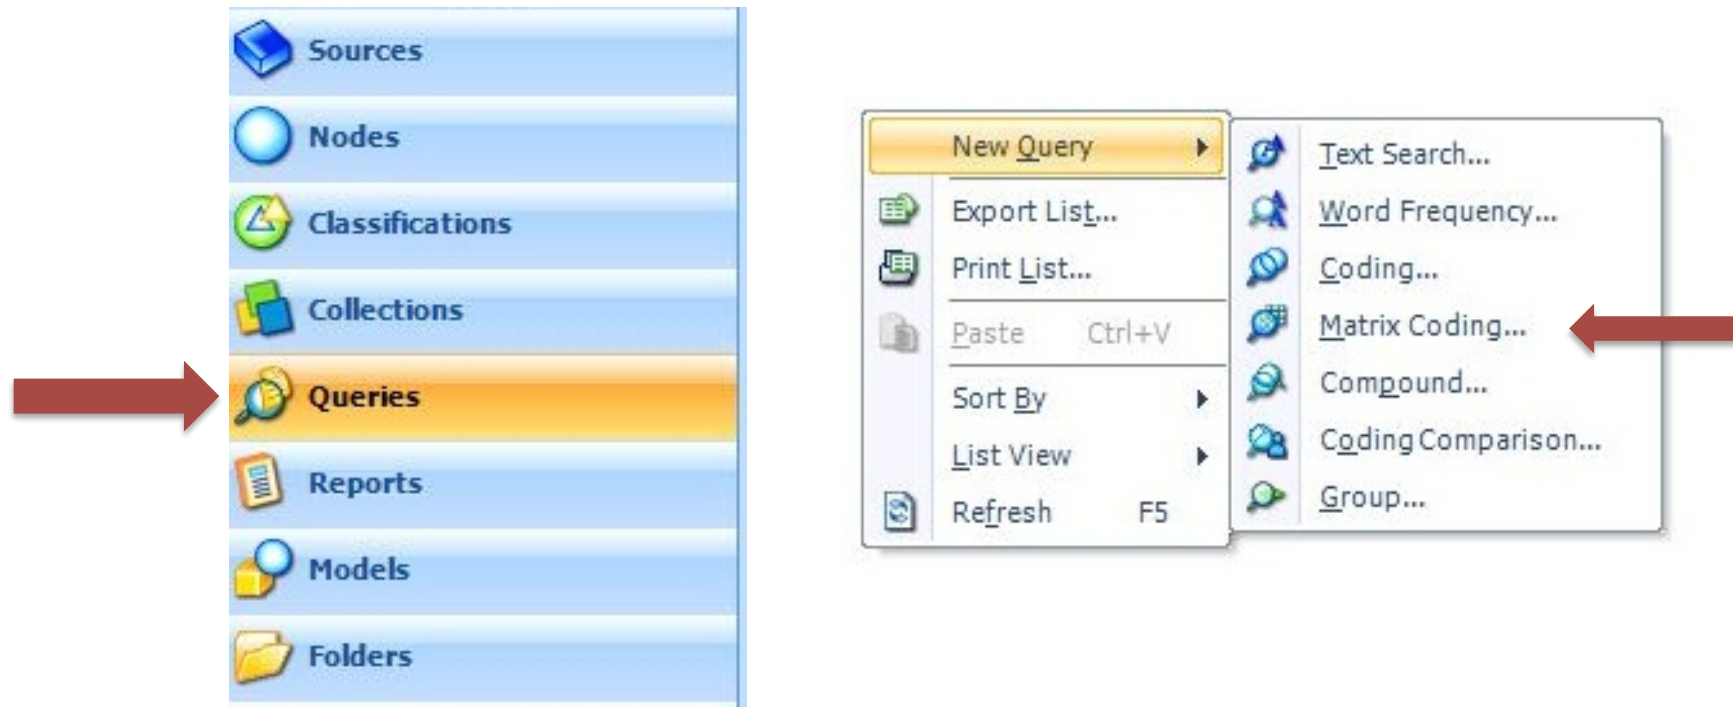 Sources
Nodes
Classifications
Collections
Queries
Reports
Models
Folders
New Query
Export List...
Print List...
Paste Ctrl+V
Sort By
List View
Refresh F5
Text Search...
Word Frequency...
Coding...
Matrix Coding...
Compound...
Coding Comparison...
Group...